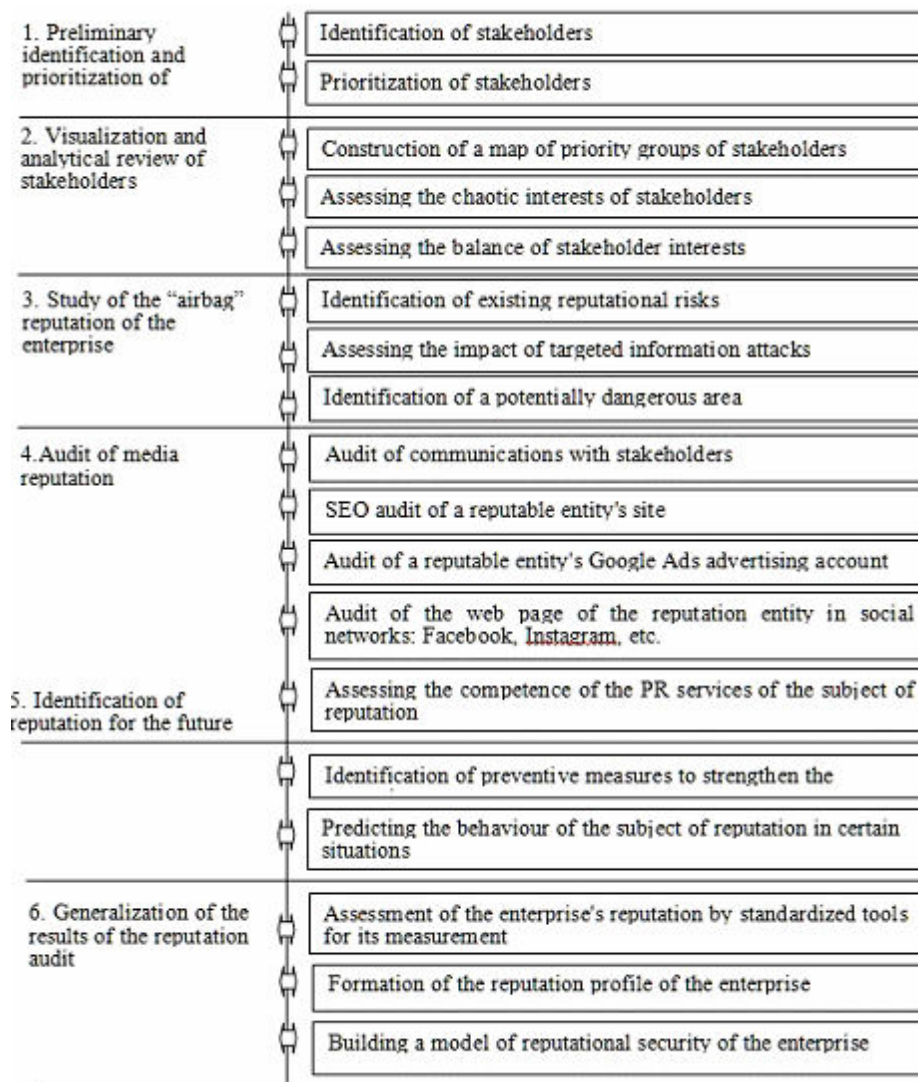 1. Preliminary
identification and
prioritization of
Identification of stakeholders
Prioritization of stakeholders
2. Visualization and
analytical review of
stakeholders
Construction of a map of priority groups of stakeholders
Assessing the chaotic interests of stakeholders
Assessing the balance of stakeholder interests
3. Study of the “airbag”
reputation of the
enterprise
Identification of existing reputational risks
Assessing the impact of targeted information attacks
Identification of a potentially dangerous area
4.Audit of media
reputation
Audit of communications with stakeholders
SEO audit of a reputable entity's site
Audit of a reputable entity's Google Ads advertising account
Audit of the web page of the reputation entity in social
networks: Facebook, Instagram, etc.
Assessing the competence of the PR services of the subject of
reputation
5. Identification of
reputation for the future
Identification of preventive measures to strengthen the
Predicting the behaviour of the subject of reputation in certain
situations
6. Generalization of the
results of the reputation
audit
Assessment of the enterprise's reputation by standardized tools
for its measurement
Formation of the reputation profile of the enterprise
Building a model of reputational security of the enterprise